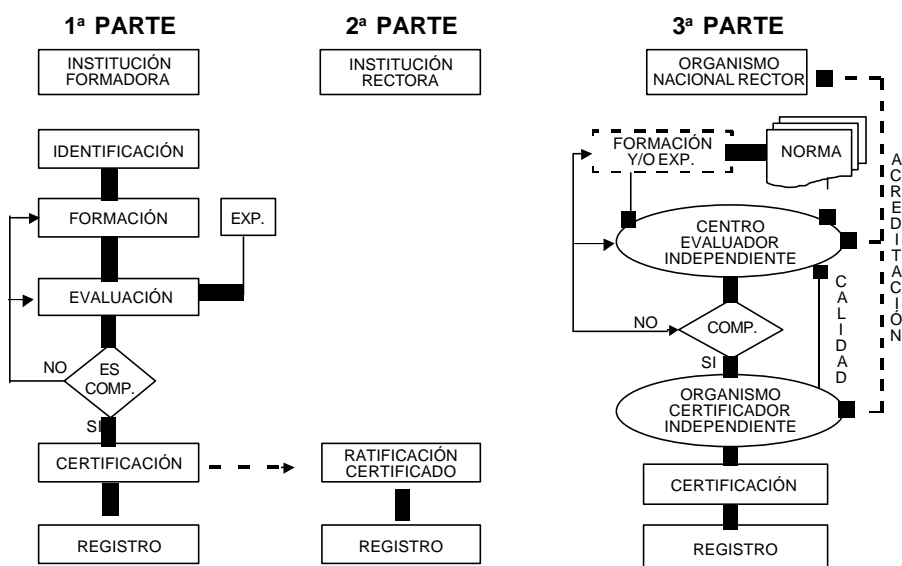 1ª PARTE
INSTITUCIÓN
FORMADORA
IDENTIFICACIÓN
FORMACIÓN
EXP.
EVALUACIÓN
NO
ES
COMP.
SI
CERTIFICACIÓN
REGISTRO
2ª PARTE
INSTITUCIÓN
RECTORA
RATIFICACIÓN
CERTIFICADO
REGISTRO
3ª PARTE
ORGANISMO
NACIONAL RECTOR
FORMACIÓN
Y/O EXP.
NORMA
CENTRO
EVALUADOR
INDEPENDIENTE
NO
COMP.
SI
ORGANISMO
CERTIFICADOR
INDEPENDIENTE
CERTIFICACIÓN
REGISTRO
CALIDAD
ACREDITACIÓN